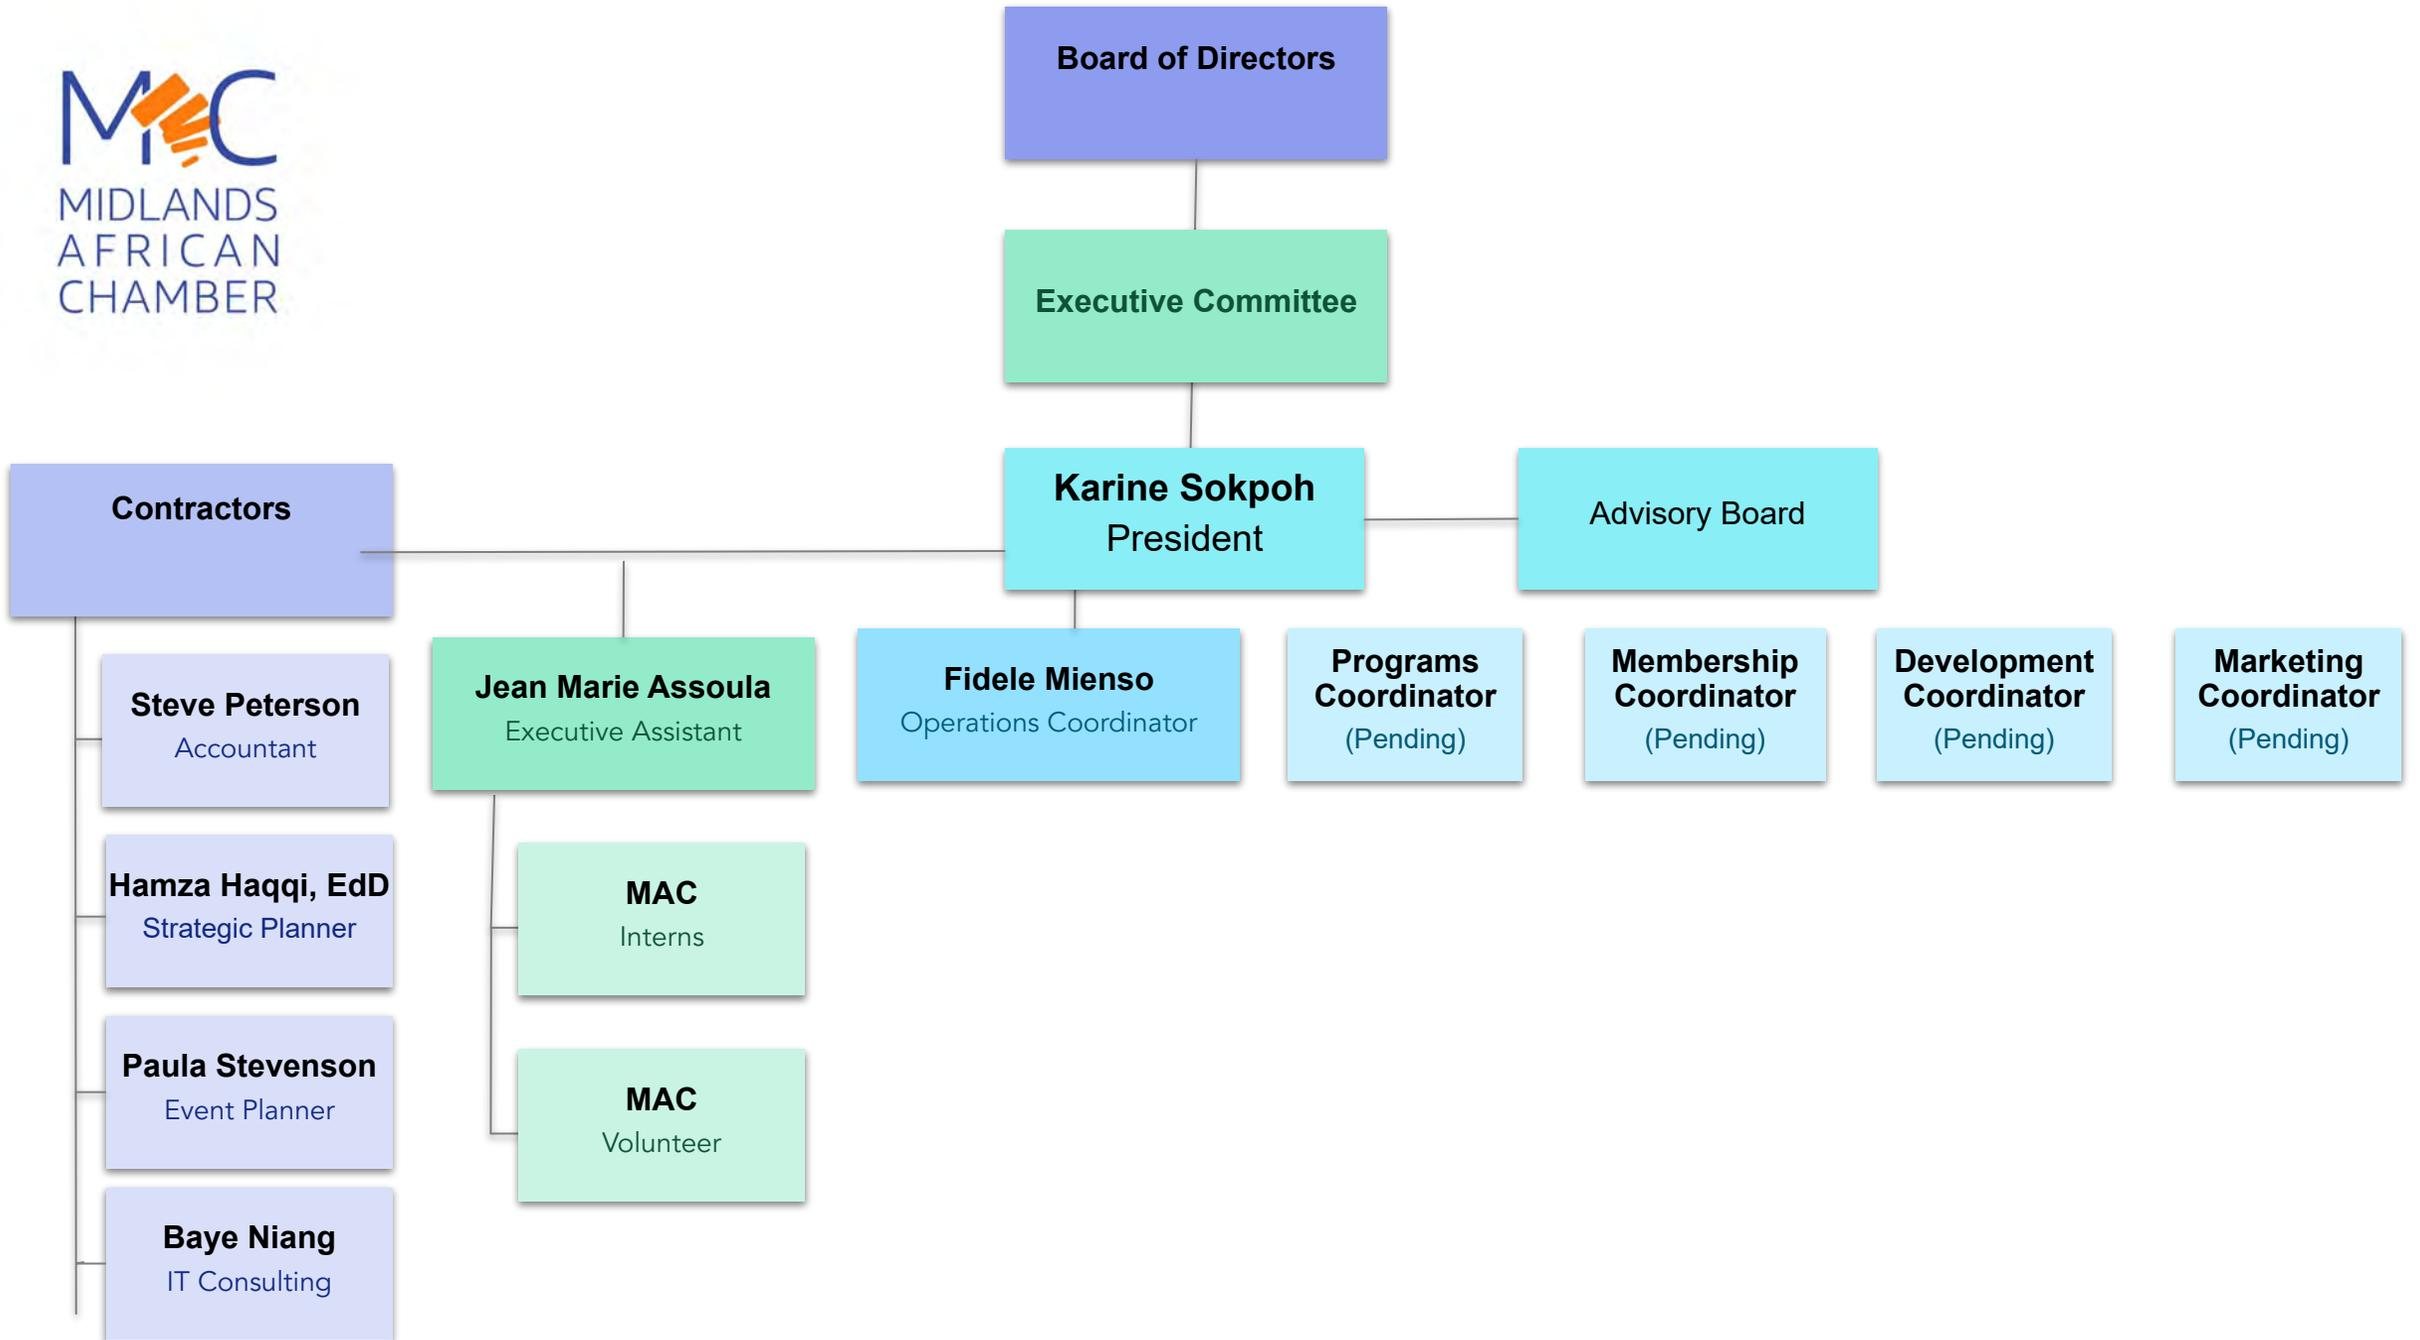 Board of Directors
MAC
MIDLANDS
AFRICAN
CHAMBER
Executive Committee
Contractors
Karine Sokpoh
President
Advisory Board
Steve Peterson
Accountant
Jean Marie Assoula
Executive Assistant
Fidele Mienso
Operations Coordinator
Programs
Coordinator
(Pending)
Membership
Coordinator
(Pending)
Development
Coordinator
(Pending)
Marketing
Coordinator
(Pending)
Hamza Haqqi, EdD
Strategic Planner
MAC
Interns
Paula Stevenson
Event Planner
MAC
Volunteer
Baye Niang
IT Consulting